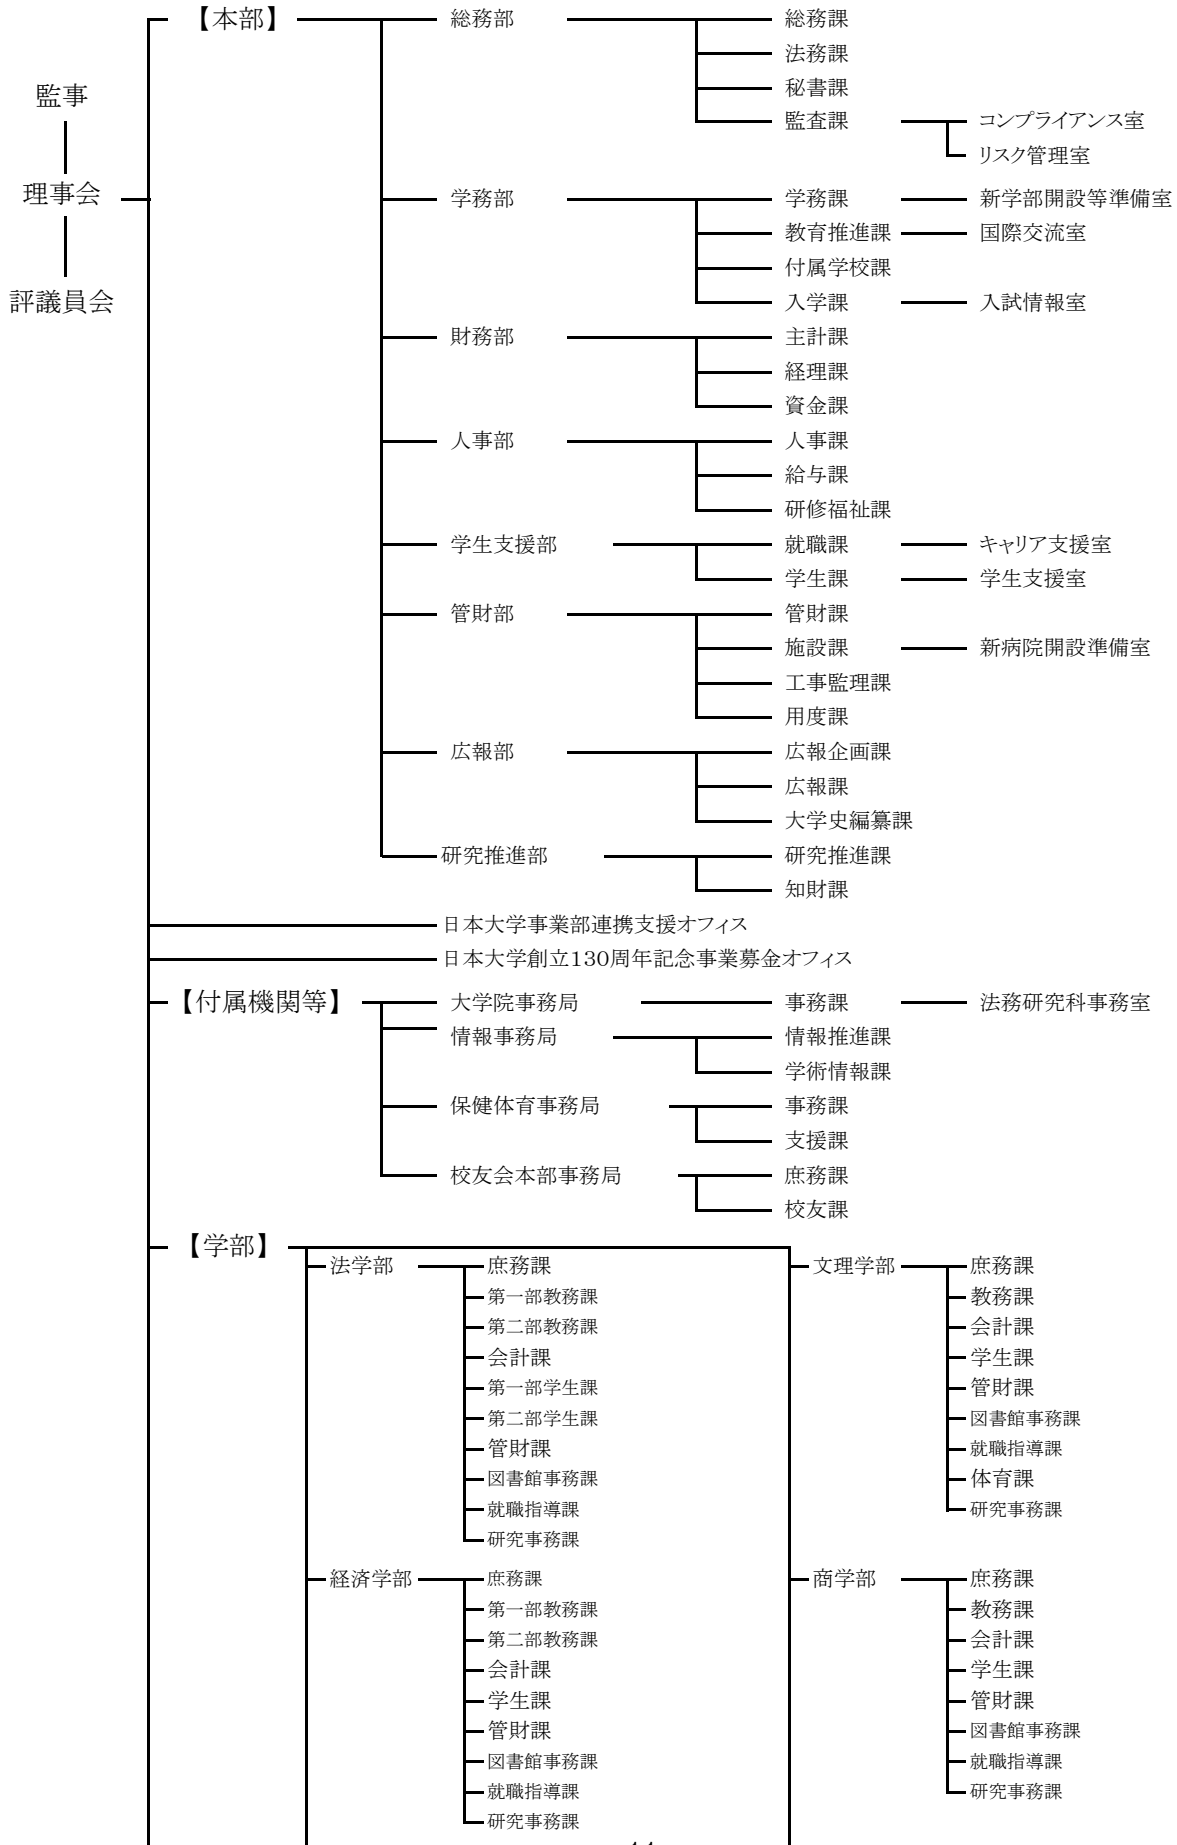 【本部】 総務部 総務課
法務課
監事 秘書課
監査課 コンプライアンス室
リスク管理室
理事会 学務部 学務課 新学部開設等準備室
教育推進課 国際交流室
付属学校課
評議員会 入学課 入試情報室
財務部 主計課
経理課
資金課
人事部 人事課
給与課
研修福祉課
学生支援部 就職課 キャリア支援室
学生課 学生支援室
管財部 管財課
施設課 新病院開設準備室
工事監理課
用度課
広報部 広報企画課
広報課
大学史編纂課
研究推進部 研究推進課
知財課
日本大学事業部連携支援オフィス
日本大学創立130周年記念事業募金オフィス
【付属機関等】 大学院事務局 事務課 法務研究科事務室
情報事務局 情報推進課
学術情報課
保健体育事務局 事務課
支援課
校友会本部事務局 庶務課
校友課
【学部】
法学部 庶務課 文理学部 庶務課
第一部教務課 教務課
第二部教務課 会計課
会計課 学生課
第一部学生課 管財課
第二部学生課 図書館事務課
管財課 就職指導課
図書館事務課 体育課
就職指導課 研究事務課
研究事務課
経済学部 庶務課 商学部 庶務課
第一部教務課 教務課
第二部教務課 会計課
会計課 学生課
学生課 管財課
管財課 図書館事務課
図書館事務課 就職指導課
就職指導課 研究事務課
研究事務課